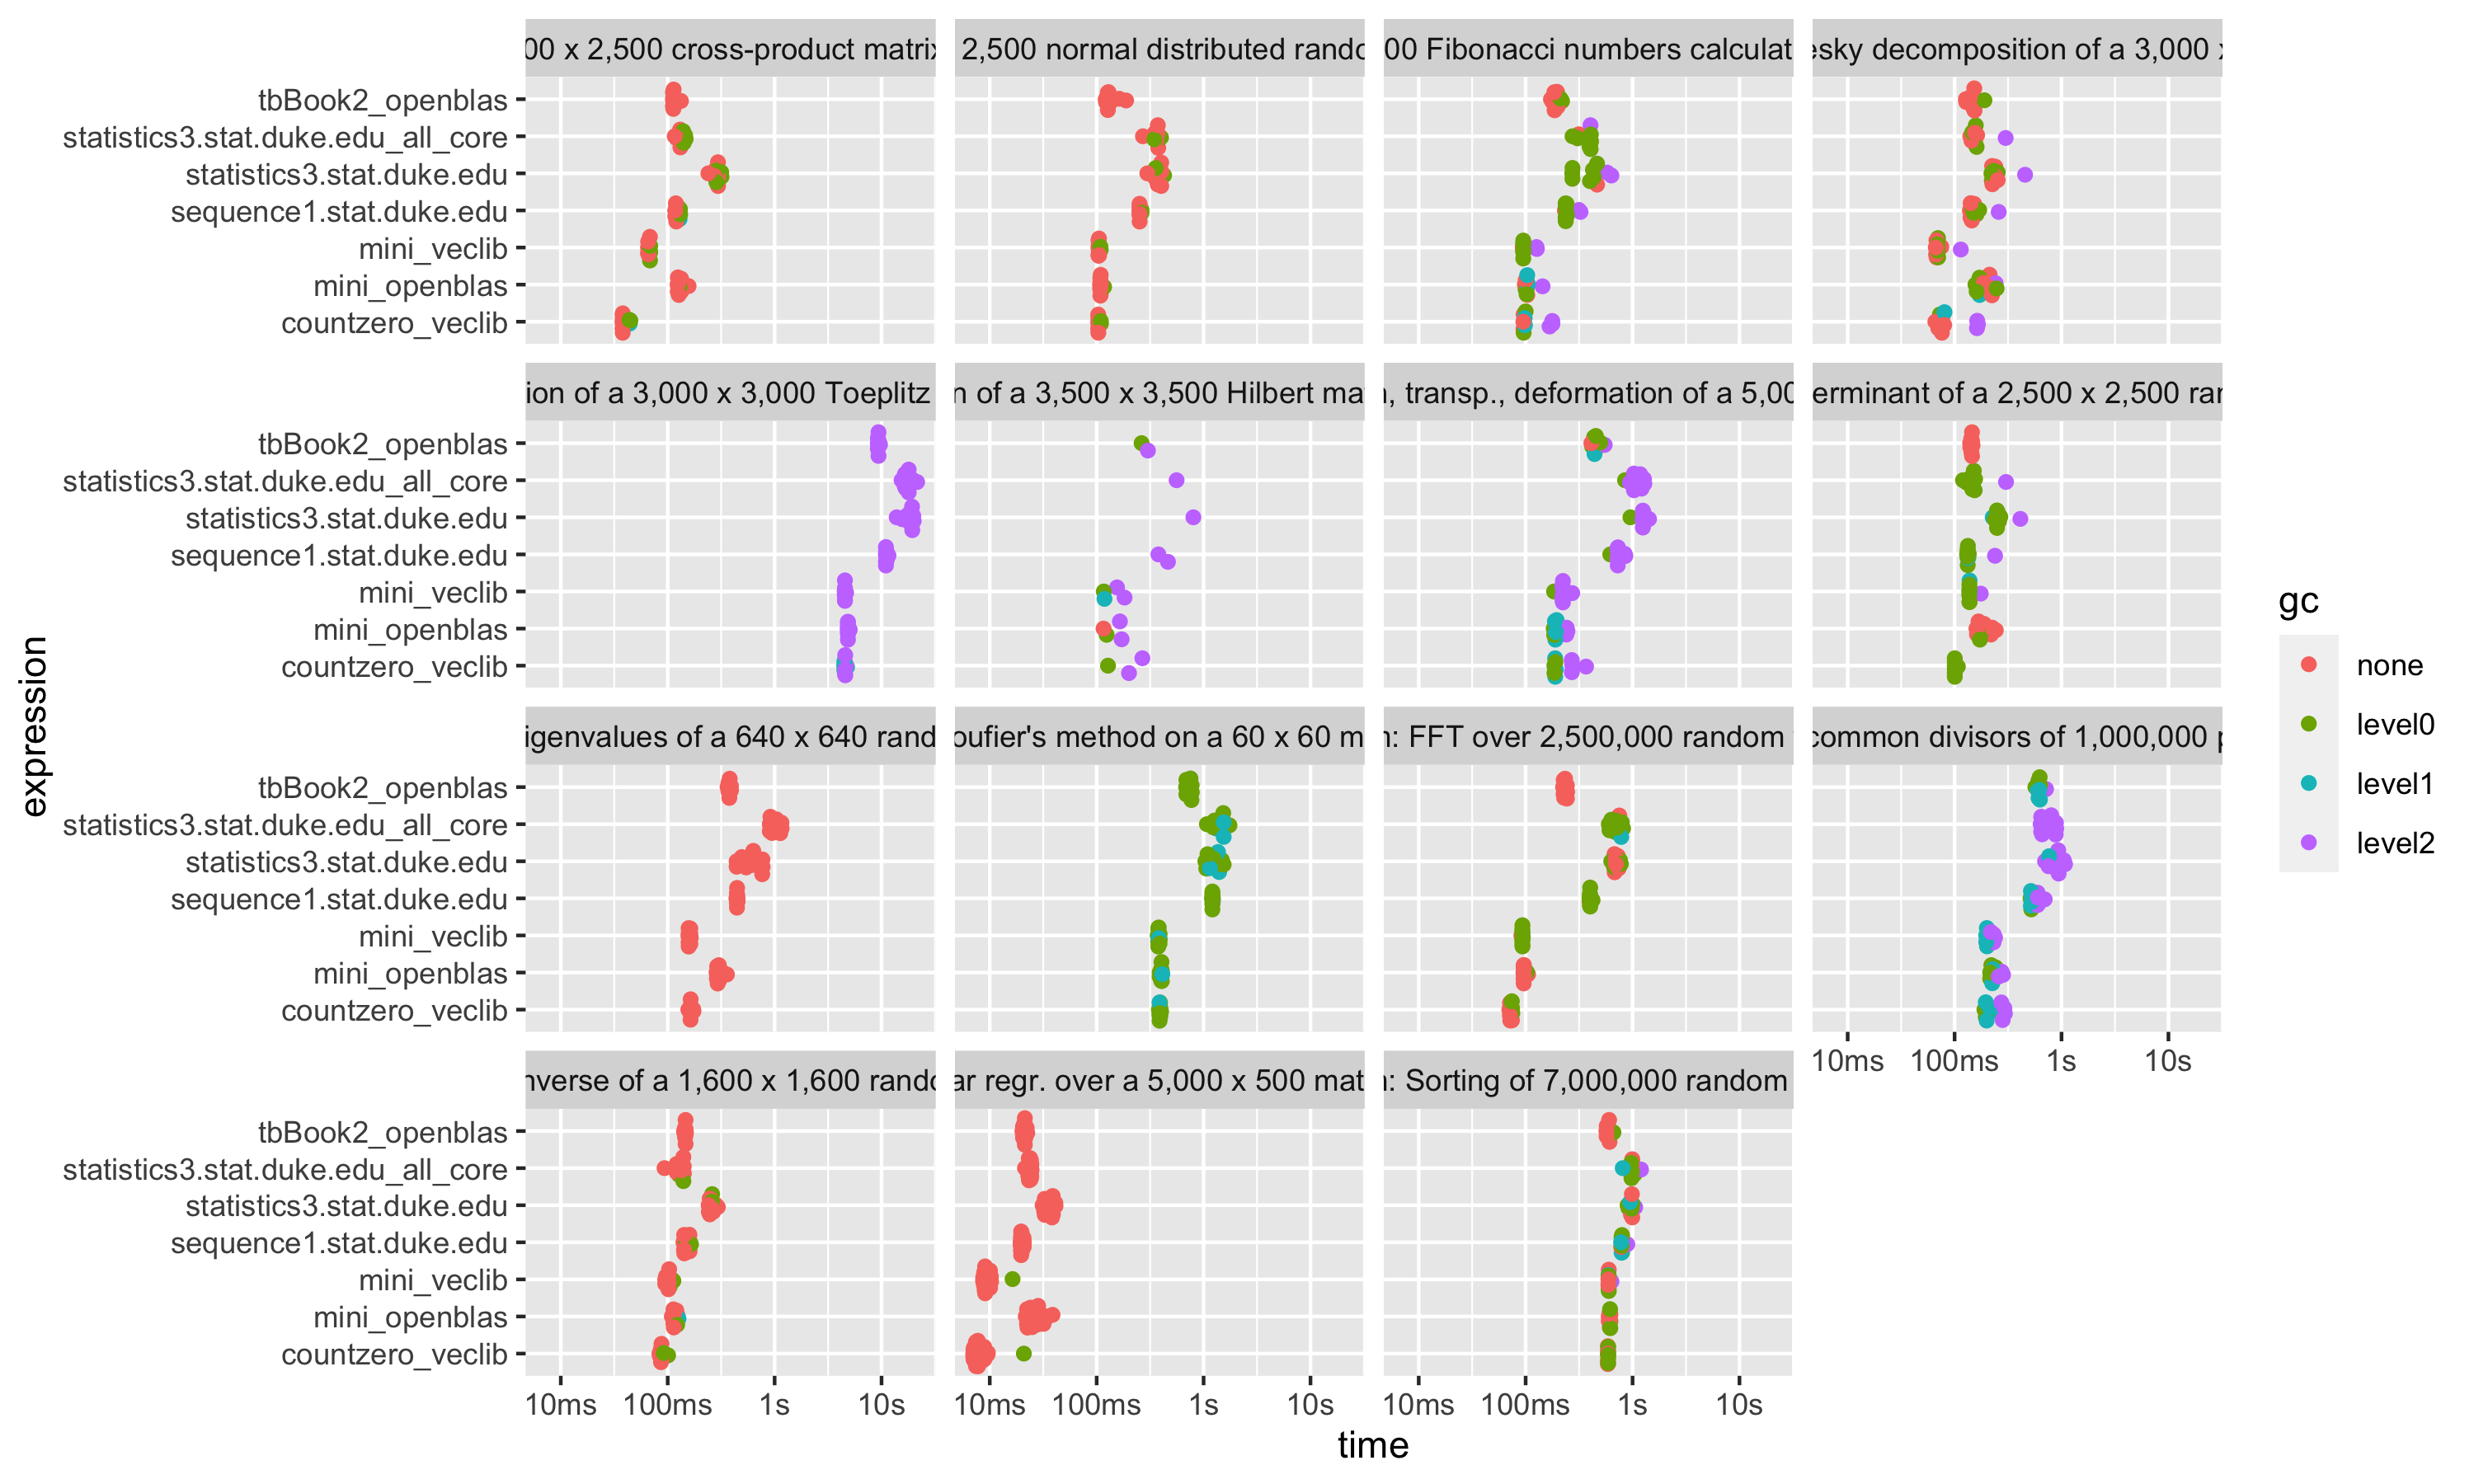 00 x 2,500 cross-product matrix
2,500 normal distributed rando
00 Fibonacci numbers calculat
esky decomposition of a 3,000 x
tbBook2_openblas
statistics3.stat.duke.edu_all_core
statistics3.stat.duke.edu
sequence1.stat.duke.edu
mini_veclib
mini_openblas
countzero_veclib
ion of a 3,000 x 3,000 Toeplitz
n of a 3,500 x 3,500 Hilbert mat
n, transp., deformation of a 5,00
erminant of a 2,500 x 2,500 ran
tbBook2_openblas
statistics3.stat.duke.edu_all_core
statistics3.stat.duke.edu
sequence1.stat.duke.edu
mini_veclib
mini_openblas
countzero_veclib
igenvalues of a 640 x 640 rand
oufier's method on a 60 x 60 m
n: FFT over 2,500,000 random
common divisors of 1,000,000 p
tbBook2_openblas
statistics3.stat.duke.edu_all_core
statistics3.stat.duke.edu
sequence1.stat.duke.edu
mini_veclib
mini_openblas
countzero_veclib
10ms 100ms 1s 10s
nverse of a 1,600 x 1,600 rando
ar regr. over a 5,000 x 500 mat
n: Sorting of 7,000,000 random
tbBook2_openblas
statistics3.stat.duke.edu_all_core
statistics3.stat.duke.edu
sequence1.stat.duke.edu
mini_veclib
mini_openblas
countzero_veclib
10ms 100ms 1s 10s
10ms 100ms 1s 10s
10ms 100ms 1s 10s
time
expression
gc
none
level0
level1
level2